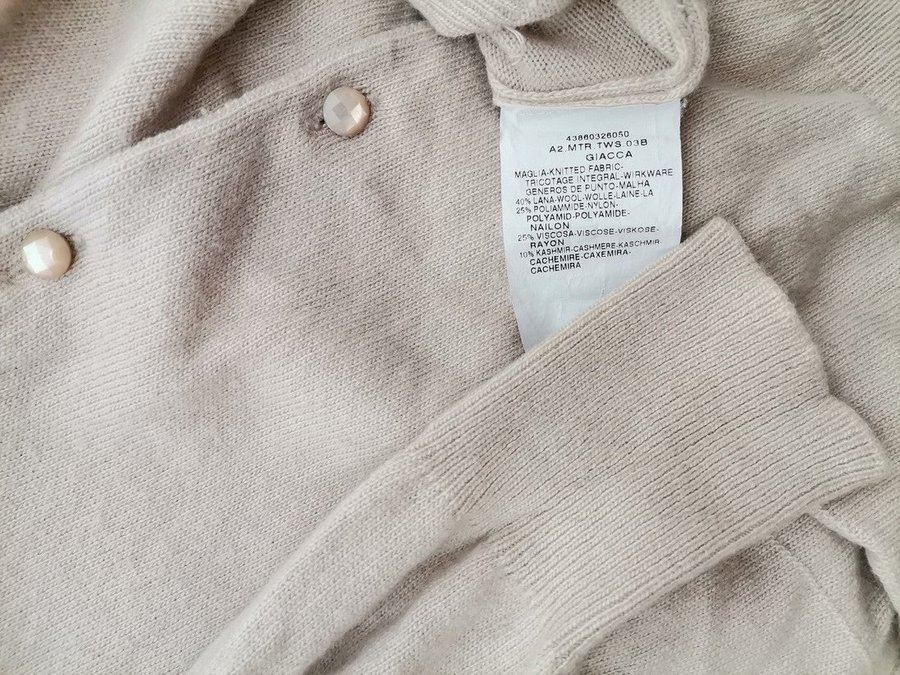 43860326050
A2.MTR.TWS.03B
GIACCA
MAGLIA-KNITTED FABRIC-
TRICOTAGE INTEGRAL-WIRKWARE
GENEROS DE PUNTO-MALHA
40% LANA-WOOL-WOLLE-LAINE-LA
25% POLIAMMIDE-NYLON-
POLYAMID-POLYAMIDE-
NAILON
25% VISCOSA-VISCOSE-VISKOSE-
RAYON
10% KASHMIR-CASHMERE-KASCHMIR
CACHEMIRE-CAXEMIRA-
CACHEMIRA